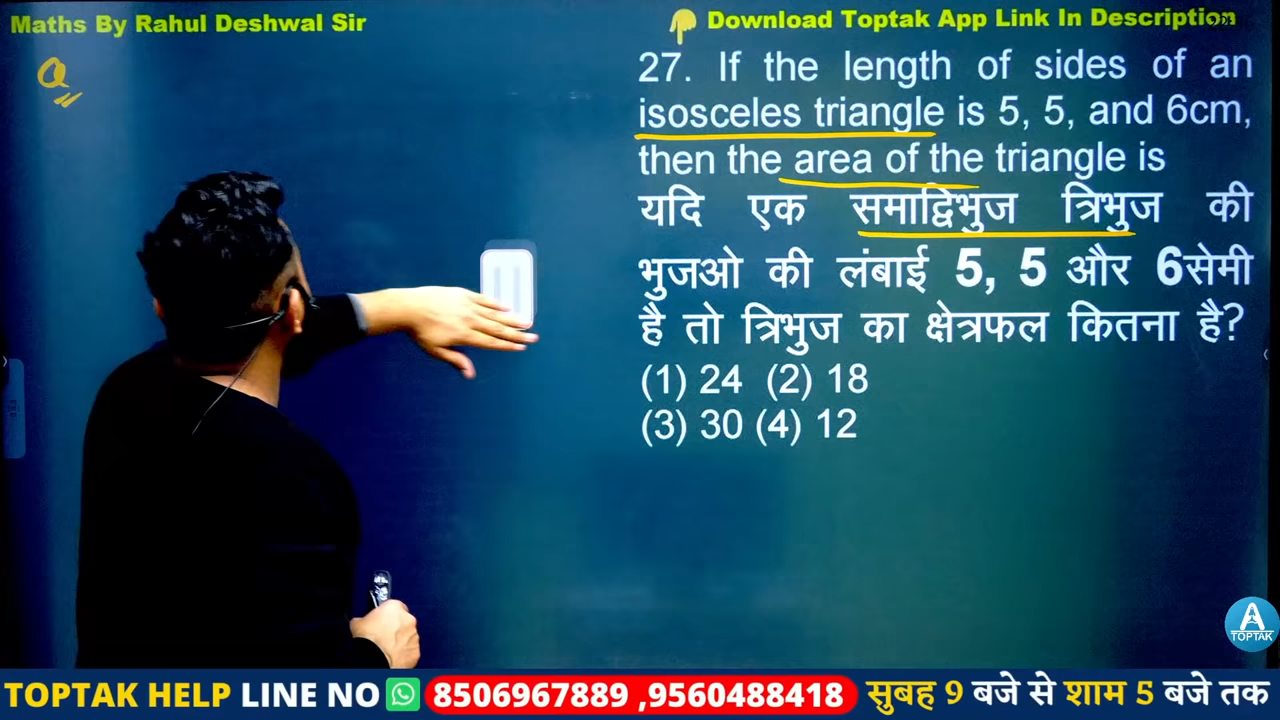 Maths By Rahul Deshwal Sir
Download Toptak App Link In Description
Q
27. If the length of sides of an
isosceles triangle is 5, 5, and 6cm,
then the area of the triangle is
यदि एक समाद्विभुज त्रिभुज की
भुजओ की लंबाई 5, 5 और 6सेमी
है तो त्रिभुज का क्षेत्रफल कितना है?
(1) 24 (2) 18
(3) 30 (4) 12
A
TOPTAK
TOPTAK HELP LINE NO 8506967889 ,9560488418 सुबह 9 बजे से शाम 5 बजे तक